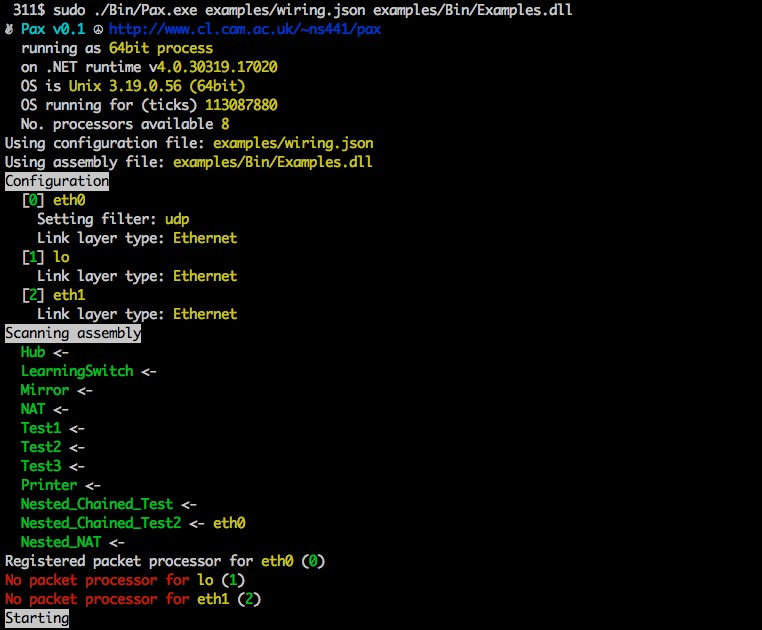 311$ sudo ./Bin/Pax.exe examples/wiring.json examples/Bin/Examples.dll
✌ Pax v0.1 ☮ http://www.cl.cam.ac.uk/~ns441/pax
running as 64bit process
on .NET runtime v4.0.30319.17020
OS is Unix 3.19.0.56 (64bit)
OS running for (ticks) 113087880
No. processors available 8
Using configuration file: examples/wiring.json
Using assembly file: examples/Bin/Examples.dll
Configuration
[0] eth0
Setting filter: udp
Link layer type: Ethernet
[1] lo
Link layer type: Ethernet
[2] eth1
Link layer type: Ethernet
Scanning assembly
Hub <-
LearningSwitch <-
Mirror <-
NAT <-
Test1 <-
Test2 <-
Test3 <-
Printer <-
Nested_Chained_Test <-
Nested_Chained_Test2 <- eth0
Nested_NAT <-
Registered packet processor for eth0 (0)
No packet processor for lo (1)
No packet processor for eth1 (2)
Starting